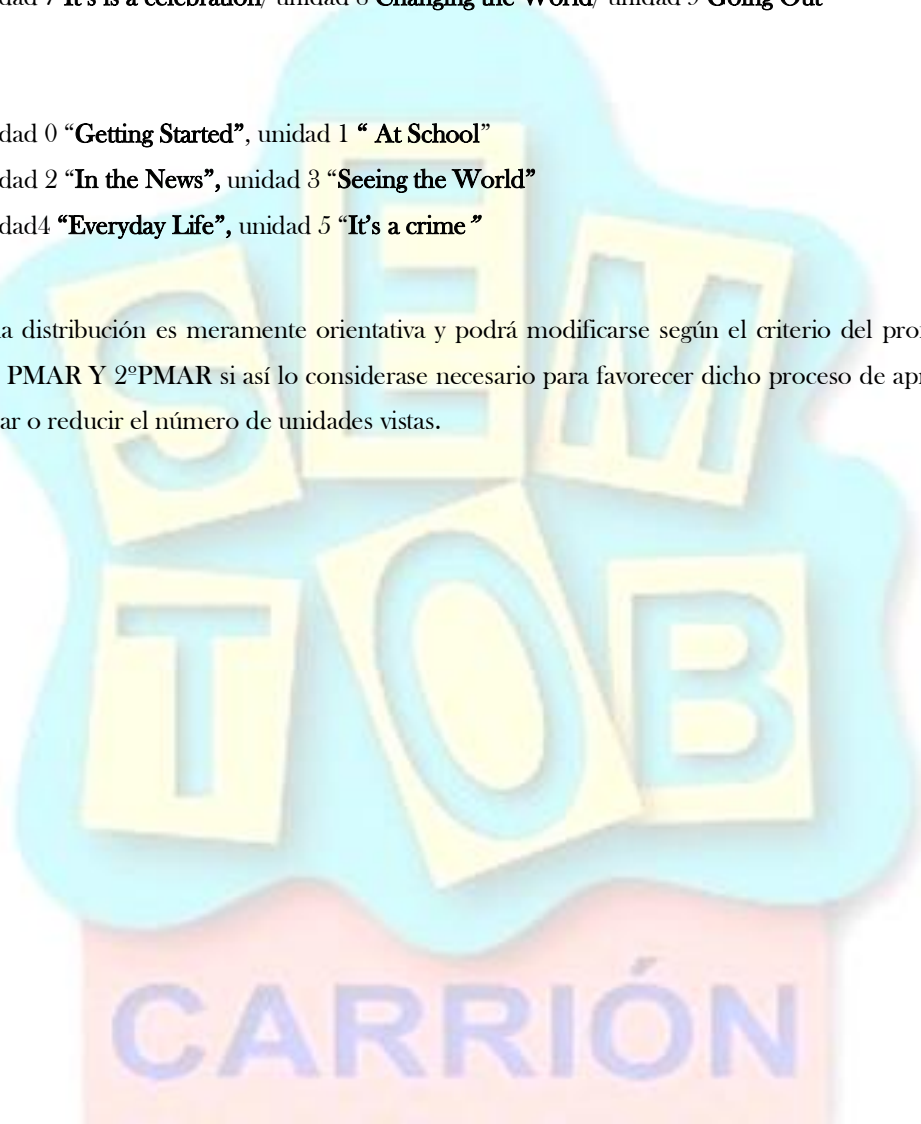 dad 7 It's is a celebration/ unidad 8 Changing the World/ unidad 9 Going Out
dad 0 “Getting Started”, unidad 1 “ At School”
dad 2 “In the News”, unidad 3 “Seeing the World”
dad4 “Everyday Life”, unidad 5 “It’s a crime ”
a distribución es meramente orientativa y podrá modificarse según el criterio del pro
PMAR Y 2ºPMAR si así lo considerase necesario para favorecer dicho proceso de apr
ar o reducir el número de unidades vistas.
SEM
TOB
CARRIÓN